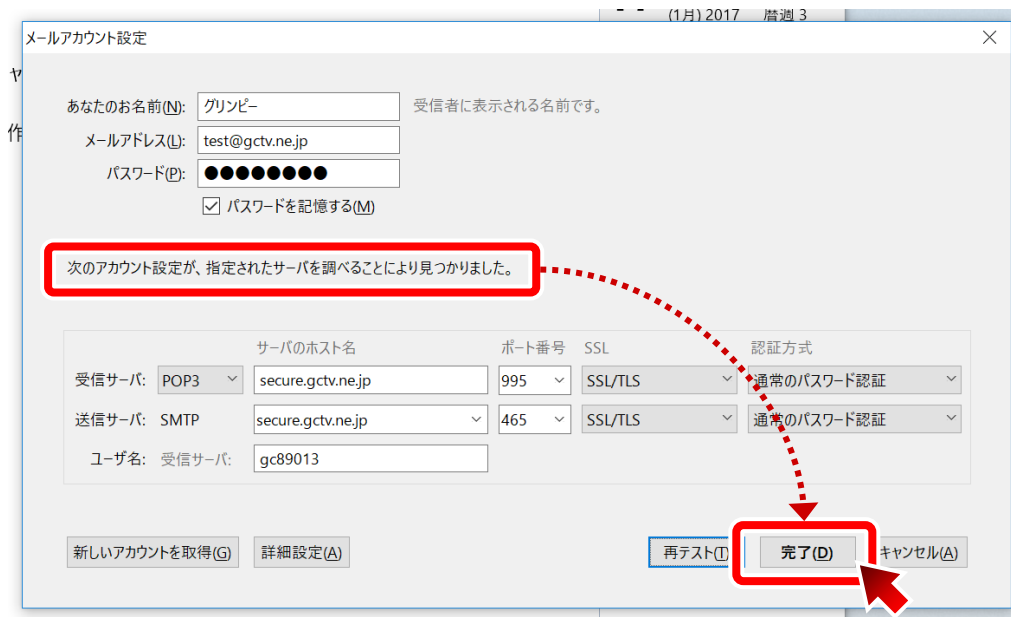 (1月) 2017 暦週 3
メールアカウント設定
あなたのお名前(N): グリンピー 受信者に表示される名前です。
作
メールアドレス(L): test@gctv.ne.jp
パスワード(P): ●●●●●●●●
パスワードを記憶する(M)
次のアカウント設定が、指定されたサーバを調べることにより見つかりました。
サーバのホスト名 ポート番号 SSL 認証方式
受信サーバ: POP3 secure.gctv.ne.jp 995 SSL/TLS 通常のパスワード認証
送信サーバ: SMTP secure.gctv.ne.jp 465 SSL/TLS 通常のパスワード認証
ユーザ名: 受信サーバ: gc89013
新しいアカウントを取得(G) 詳細設定(A) 再テスト(T) 完了(D) キャンセル(A)